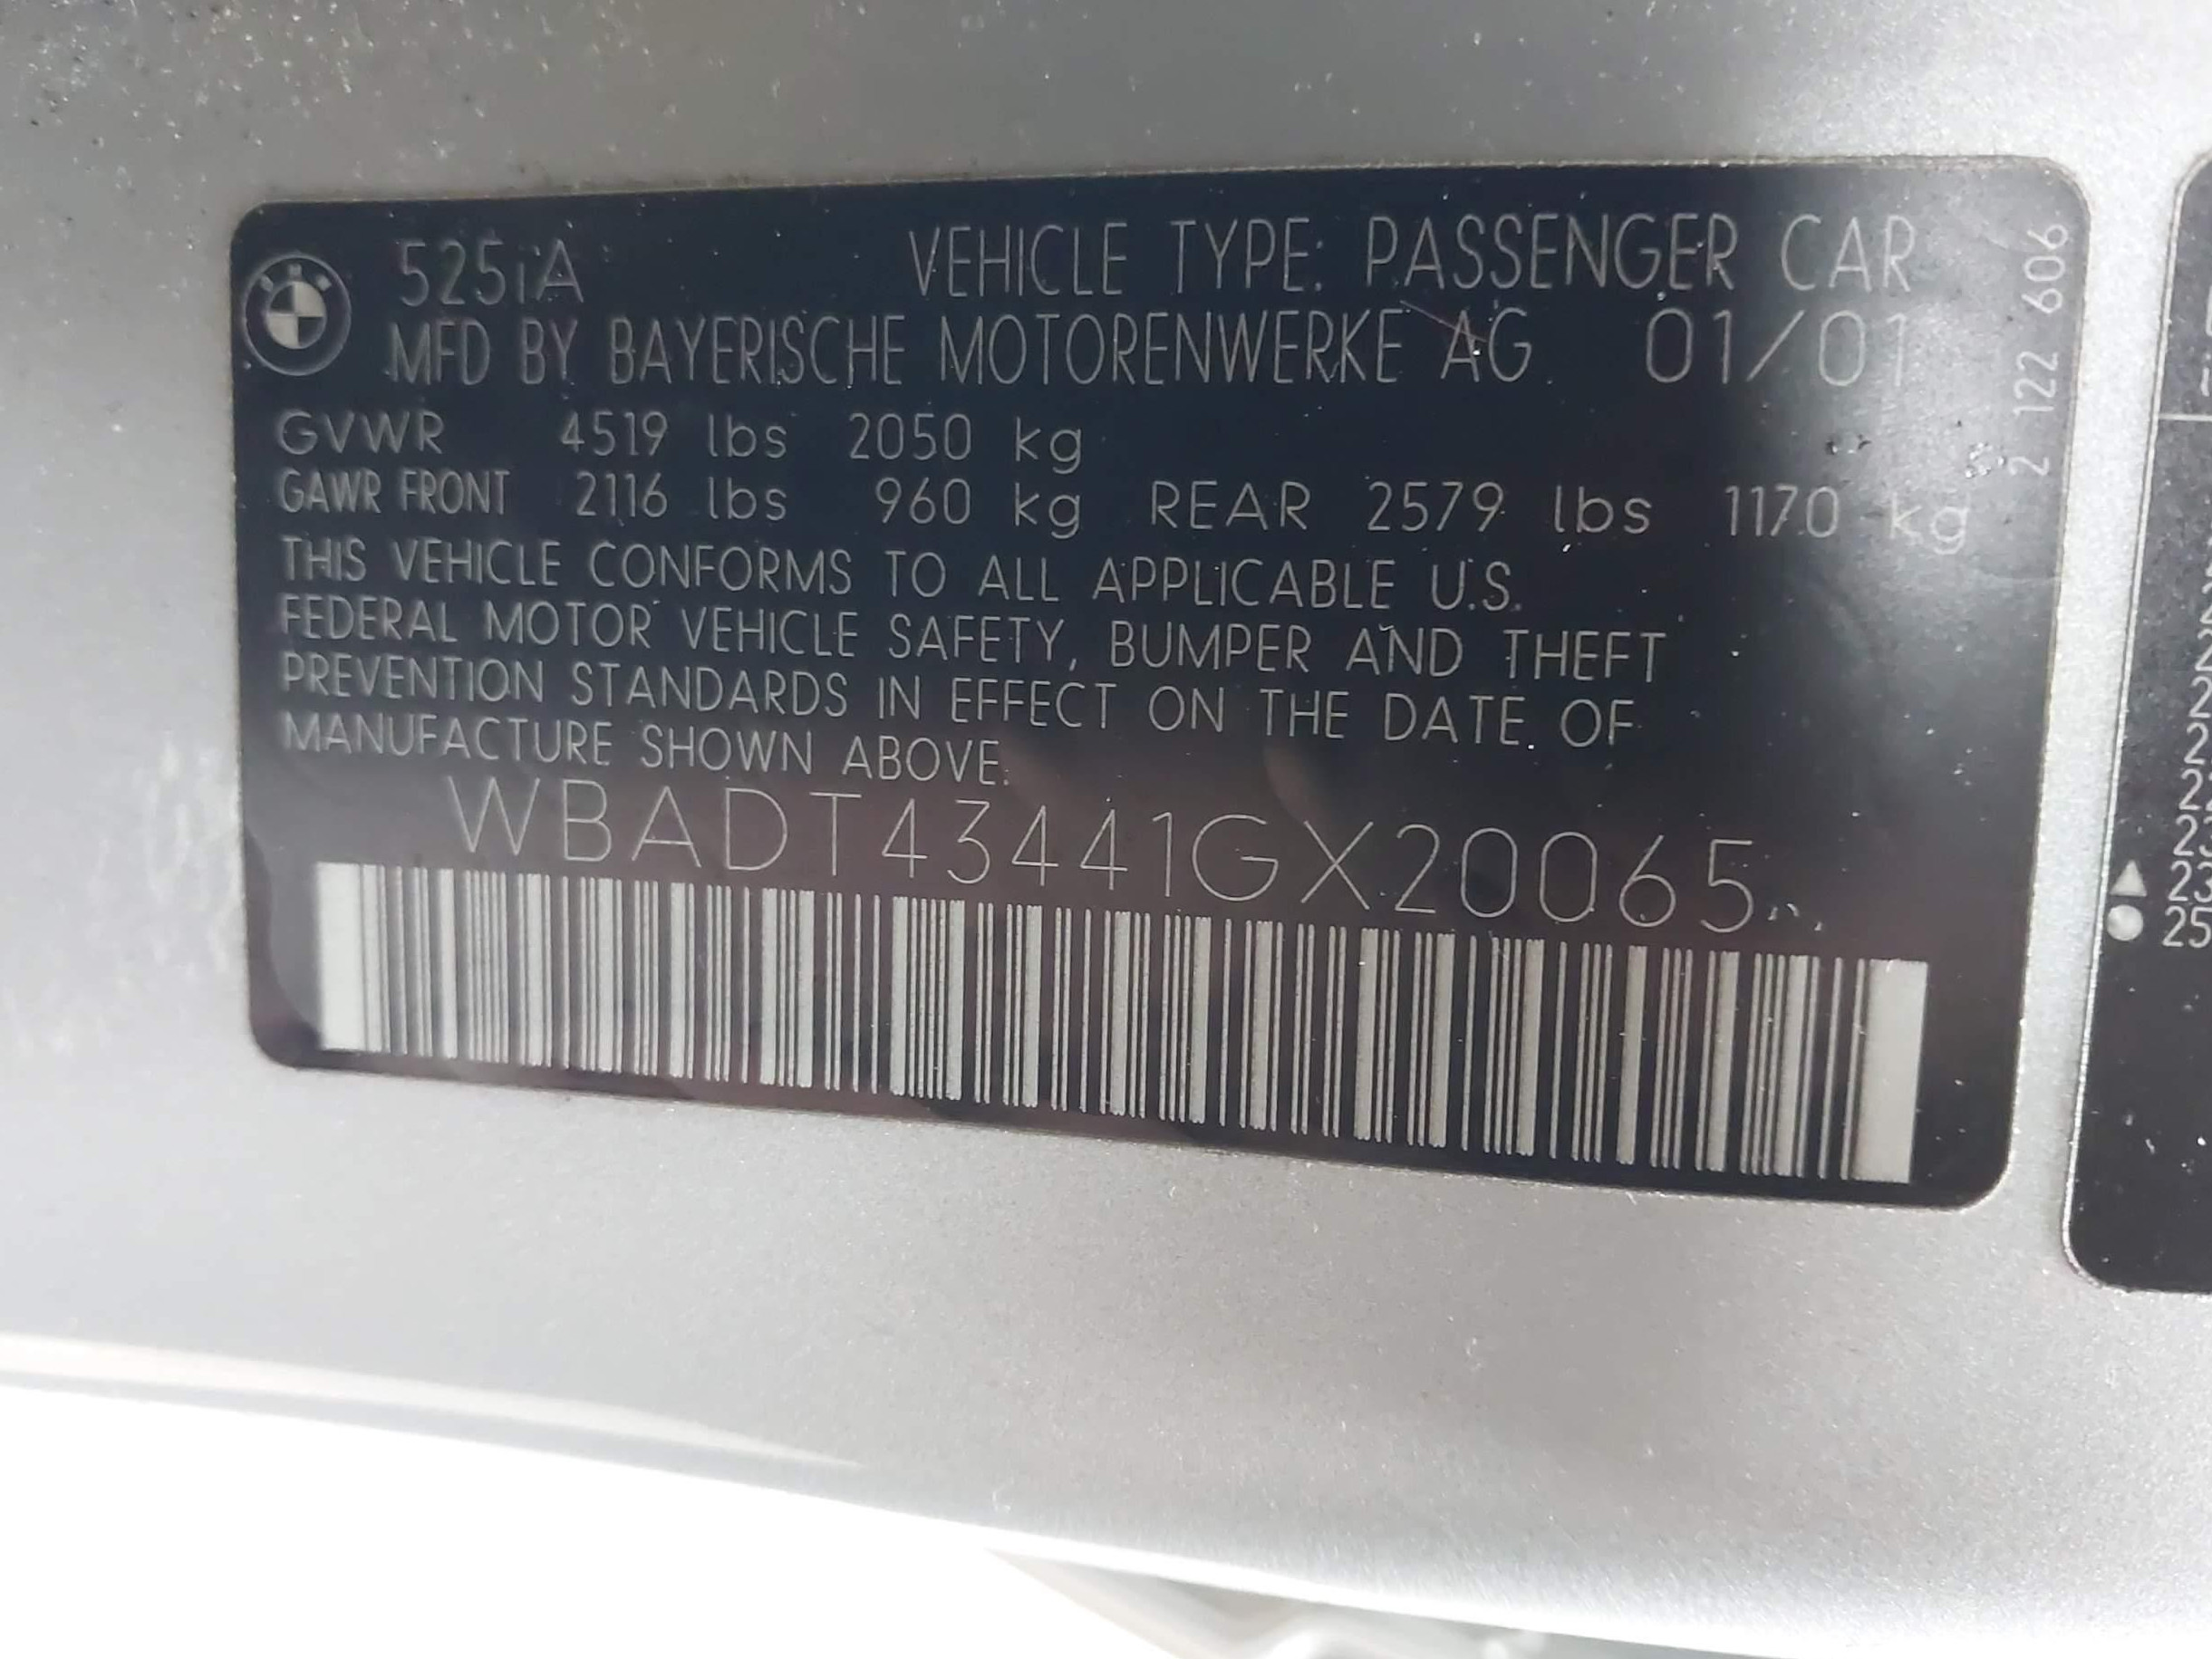 525iA VEHICLE TYPE: PASSENGER CAR
MFD BY BAYERISCHE MOTORENWERKE AG 01/01
GVWR 4519 lbs 2050 kg
GAWR FRONT 2116 lbs 960 kg REAR 2579 lbs 1170 kg
THIS VEHICLE CONFORMS TO ALL APPLICABLE U.S.
FEDERAL MOTOR VEHICLE SAFETY, BUMPER AND THEFT
PREVENTION STANDARDS IN EFFECT ON THE DATE OF
MANUFACTURE SHOWN ABOVE.
WBADT43441GX20065
2 122 606